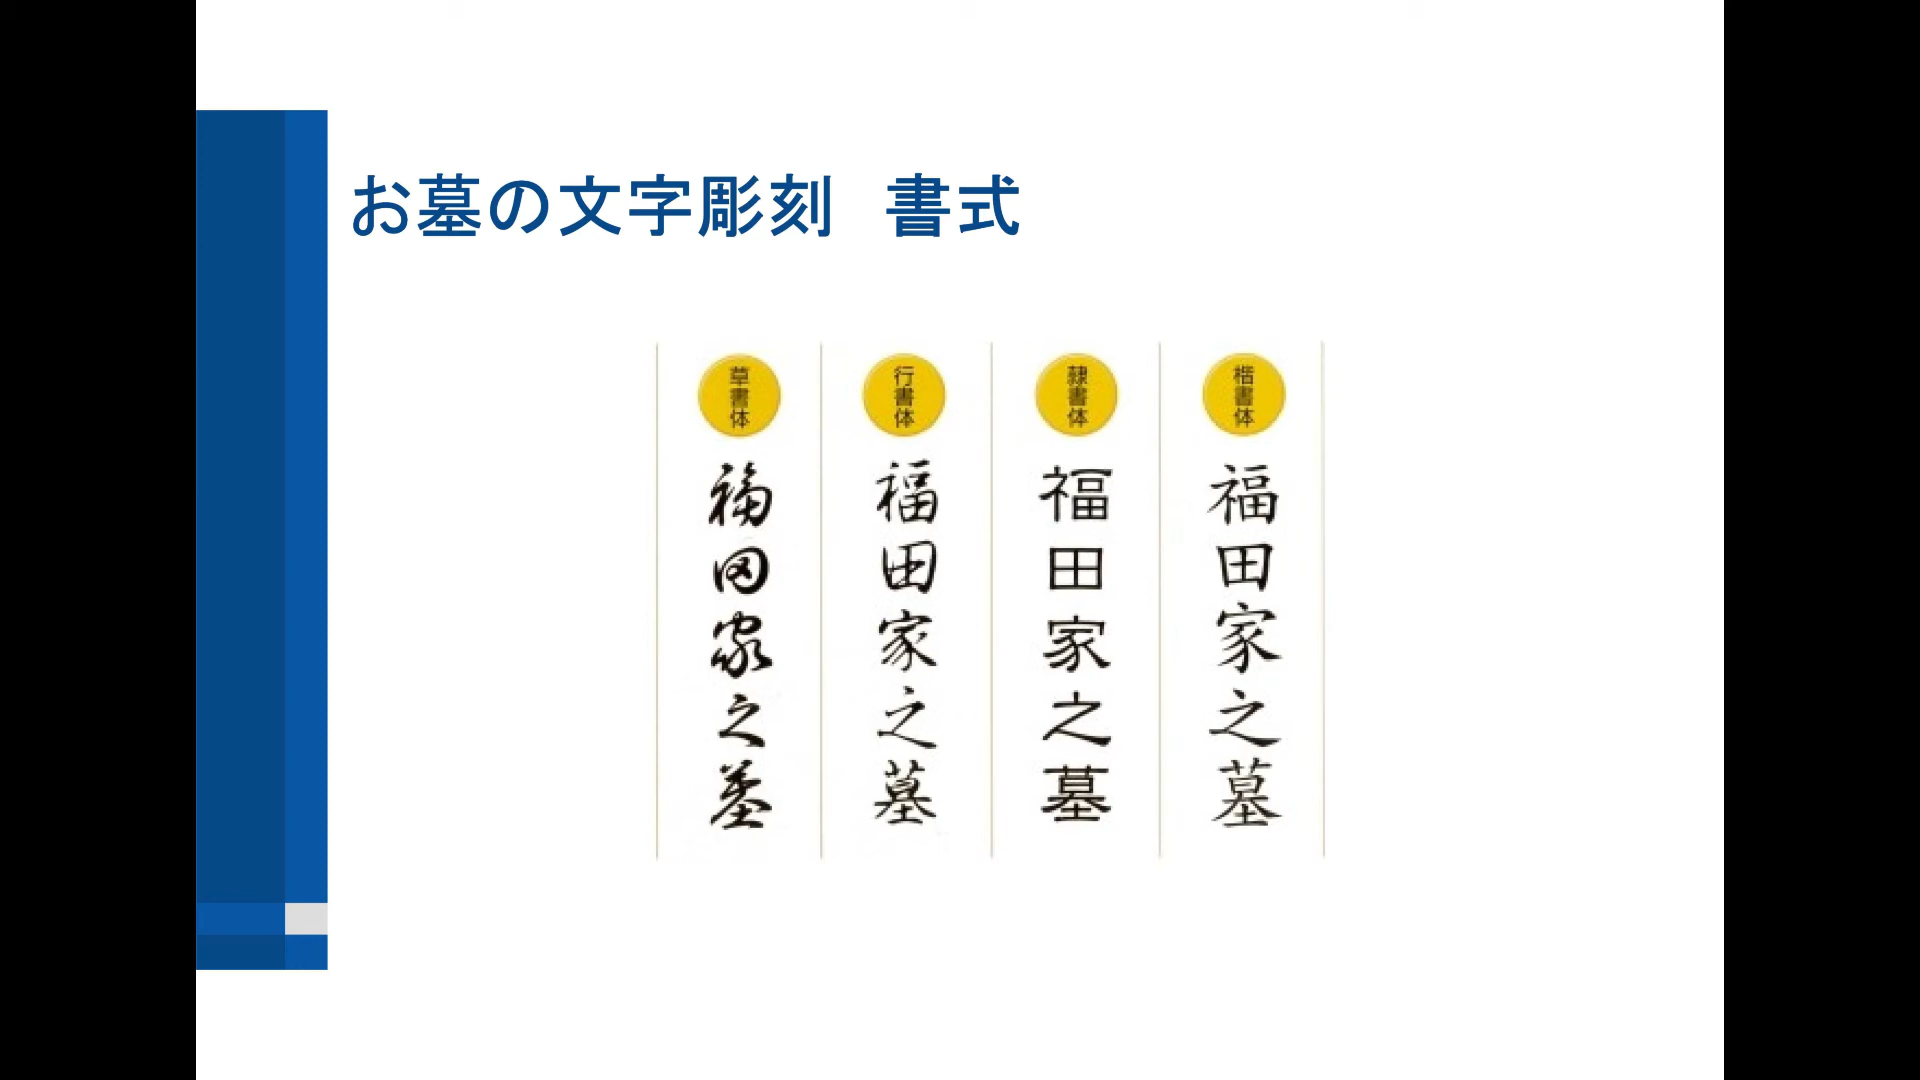 お墓の文字彫刻　書式
楷書体
福田家之墓
隷書体
福田家之墓
行書体
福田家之墓
草書体
福田家之墓